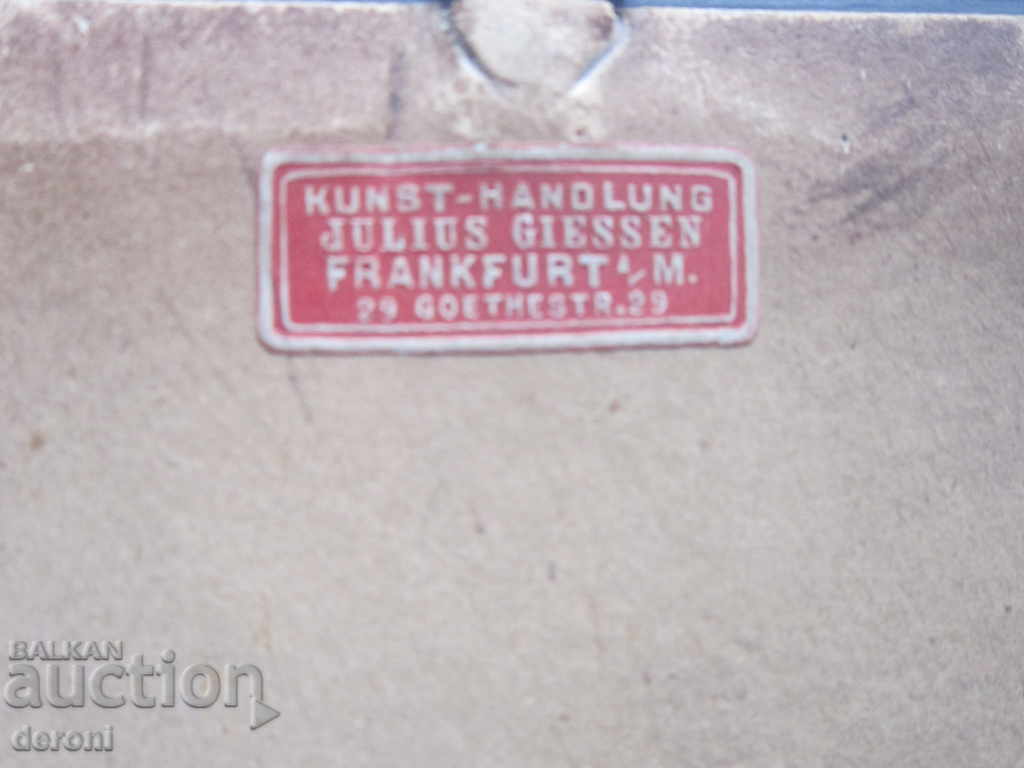 KUNST-HANDLUNG
JULIUS GIESSEN
FRANKFURT A/M.
29 GOETHESTR.29
BALKAN
auction
deroni